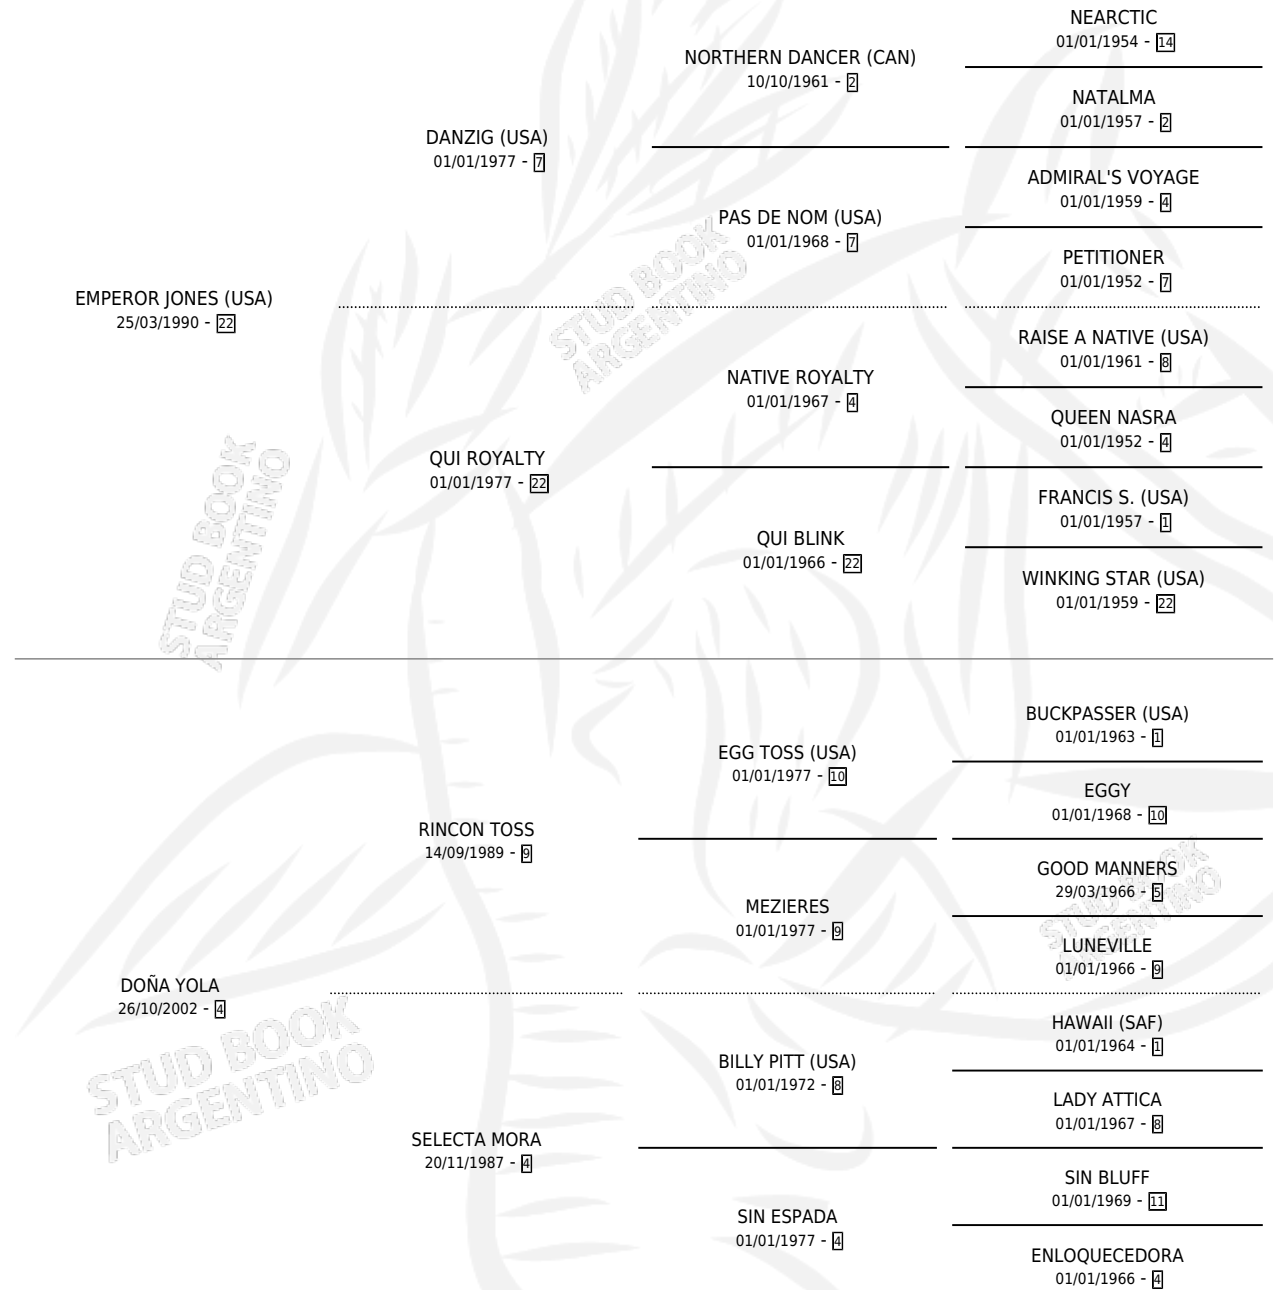 NEARCTIC
01/01/1954 - 14
NORTHERN DANCER (CAN)
10/10/1961 - 2
NATALMA
01/01/1957 - 2
DANZIG (USA)
01/01/1977 - 7
ADMIRAL'S VOYAGE
01/01/1959 - 4
PAS DE NOM (USA)
01/01/1968 - 7
PETITIONER
01/01/1952 - 7
EMPEROR JONES (USA)
25/03/1990 - 22
STUD BOOK
ARGENTINO
RAISE A NATIVE (USA)
01/01/1961 - 8
NATIVE ROYALTY
01/01/1967 - 4
QUEEN NASRA
01/01/1952 - 4
QUI ROYALTY
01/01/1977 - 22
FRANCIS S. (USA)
01/01/1957 - 1
QUI BLINK
01/01/1966 - 22
WINKING STAR (USA)
01/01/1959 - 22
STUD BOOK
ARGENTINO
BUCKPASSER (USA)
01/01/1963 - 1
EGG TOSS (USA)
01/01/1977 - 10
EGGY
01/01/1968 - 10
RINCON TOSS
14/09/1989 - 9
GOOD MANNERS
29/03/1966 - 5
MEZIERES
01/01/1977 - 9
STUD BOOK
ARGENTINO
LUNEVILLE
01/01/1966 - 9
DOÑA YOLA
26/10/2002 - 4
HAWAII (SAF)
01/01/1964 - 1
BILLY PITT (USA)
01/01/1972 - 8
STUD BOOK
ARGENTINO
LADY ATTICA
01/01/1967 - 8
SELECTA MORA
20/11/1987 - 4
SIN BLUFF
01/01/1969 - 11
SIN ESPADA
01/01/1977 - 4
ENLOQUECEDORA
01/01/1966 - 4